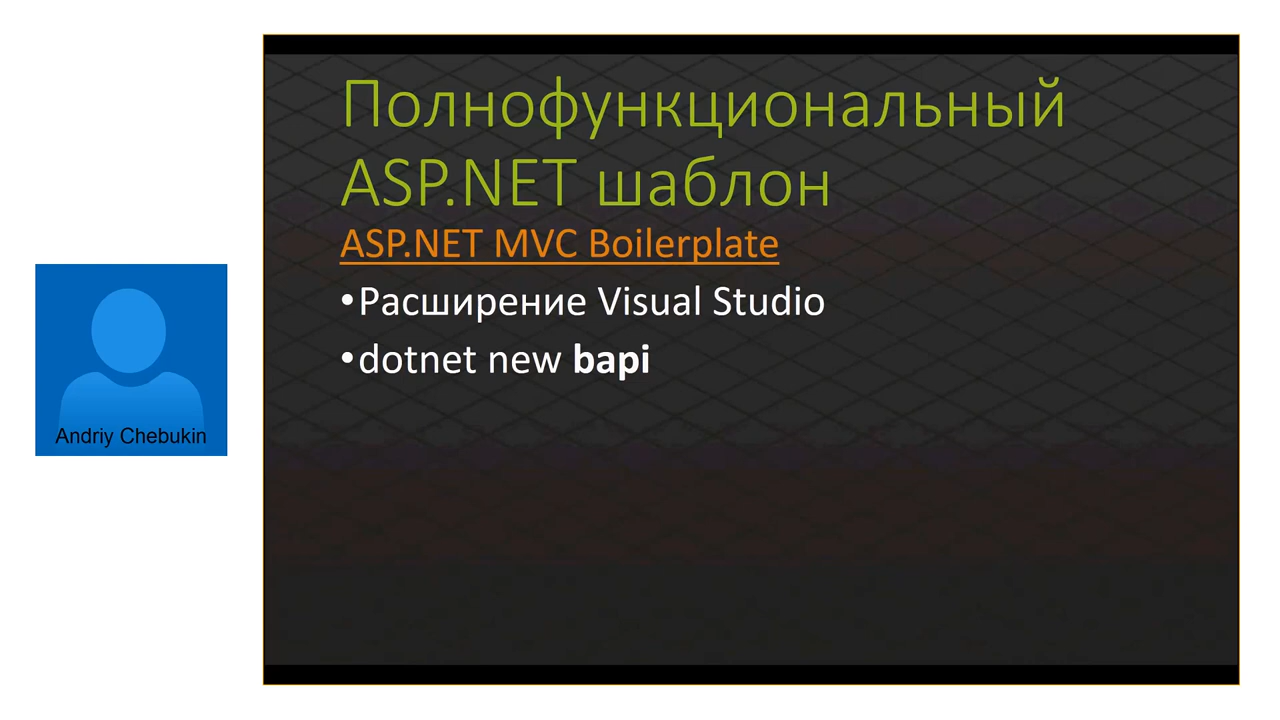 Полнофункциональный
ASP.NET шаблон
ASP.NET MVC Boilerplate
•Расширение Visual Studio
•dotnet new bapi
Andriy Chebukin